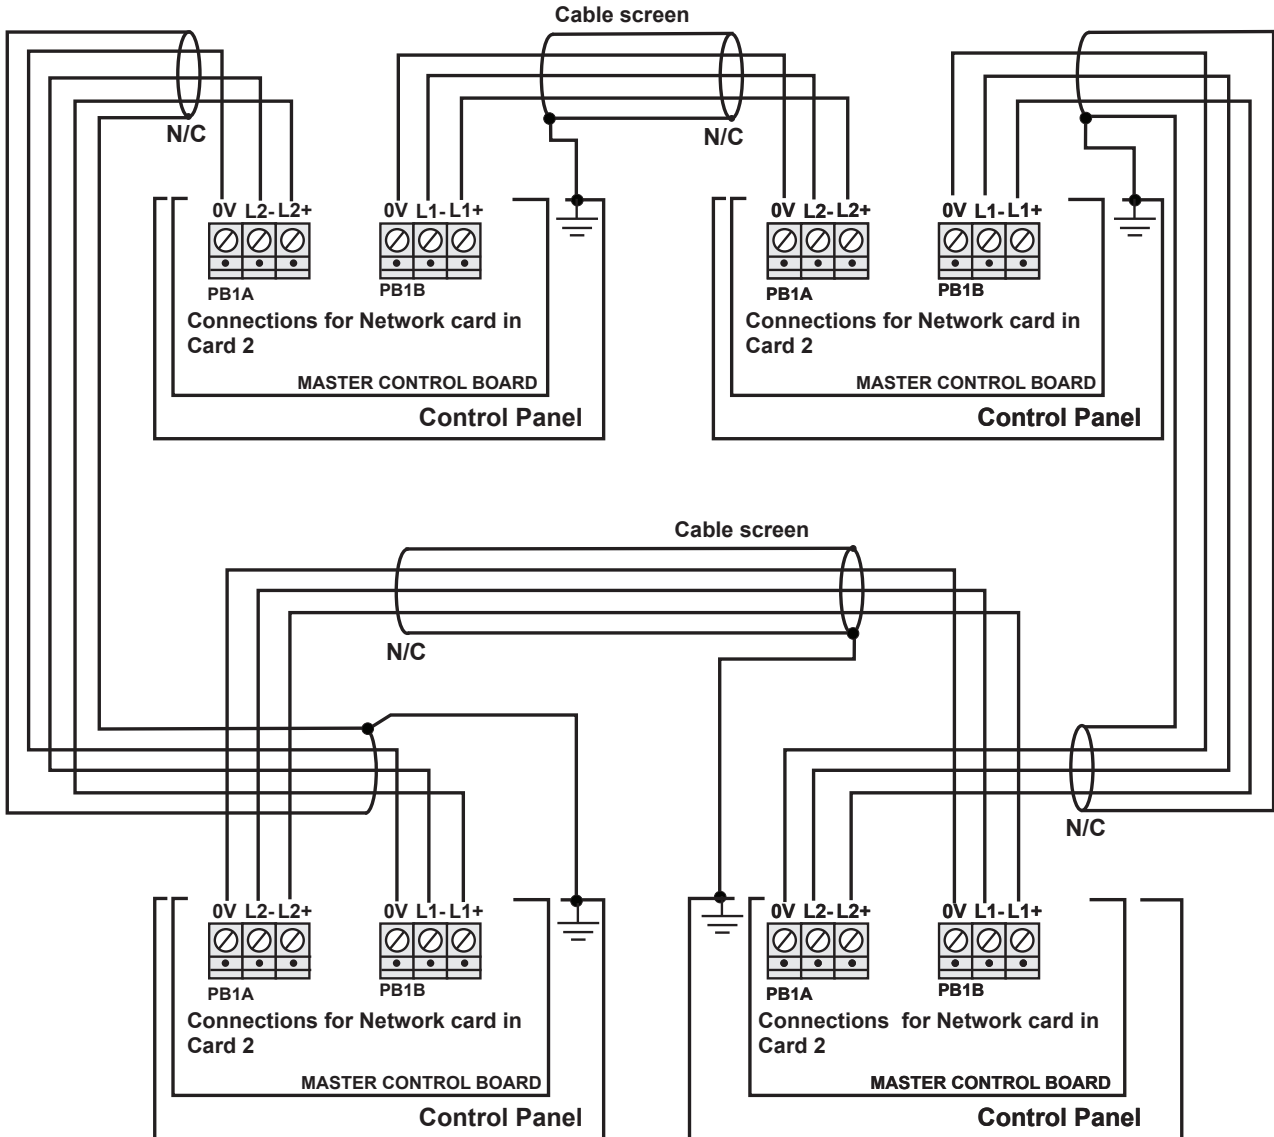 Cable screen
N/C
N/C
0V L2- L2+
0V L1- L1+
0V L2- L2+
0V L1- L1+
PB1A
PB1B
PB1A
PB1B
Connections for Network card in
Card 2
Connections for Network card in
Card 2
MASTER CONTROL BOARD
MASTER CONTROL BOARD
Control Panel
Control Panel
Cable screen
N/C
N/C
0V L2- L2+
0V L1- L1+
0V L2- L2+
0V L1- L1+
PB1A
PB1B
PB1A
PB1B
Connections for Network card in
Card 2
Connections for Network card in
Card 2
MASTER CONTROL BOARD
MASTER CONTROL BOARD
Control Panel
Control Panel